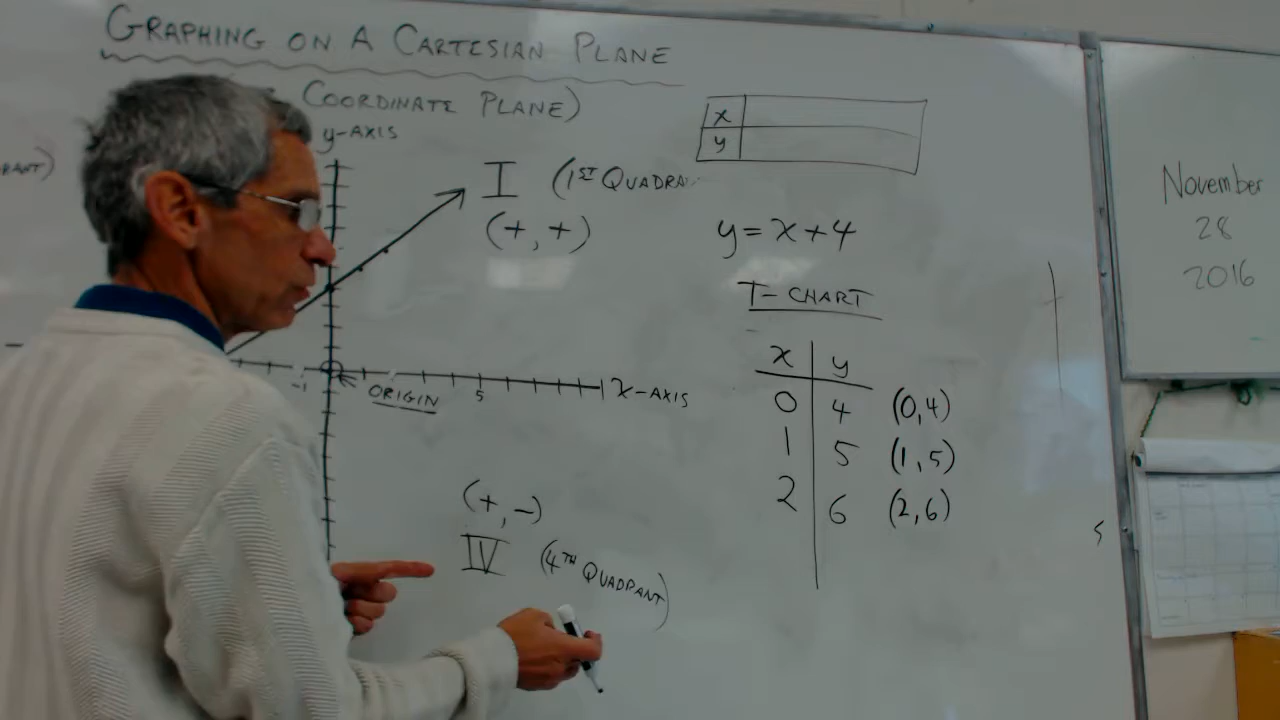 GRAPHING ON A CARTESIAN PLANE
COORDINATE PLANE)
y-AXIS
I (1ST QUADRA
(+, +)
-1
ORIGIN
5
X-AXIS
(+, -)
IV (4TH QUADRANT)
x
y
y = x + 4
T-CHART
x y
0 4 (0,4)
1 5 (1,5)
2 6 (2,6)
November
28
2016